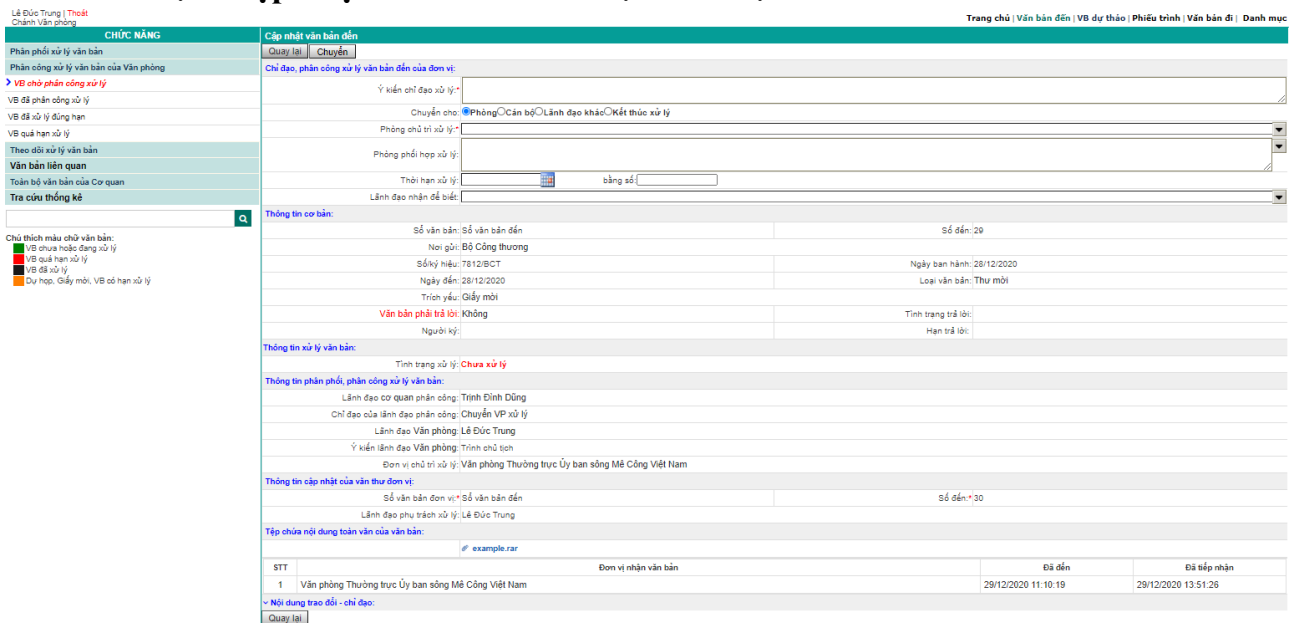 Lê Đức Trung | Thoát
Chánh Văn phòng
Trang chủ | Văn bản đến | VB dự thảo | Phiếu trình | Văn bản đi | Danh mục
CHỨC NĂNG
Phân phối xử lý văn bản
Phân công xử lý văn bản của Văn phòng
VB chờ phân công xử lý
VB đã phân công xử lý
VB đã xử lý đúng hạn
VB quá hạn xử lý
Theo dõi xử lý văn bản
Văn bản liên quan
Toàn bộ văn bản của Cơ quan
Tra cứu thống kê
Chú thích màu chữ văn bản:
VB chưa hoặc đang xử lý
VB quá hạn xử lý
VB đã xử lý
Dự họp, Giấy mời, VB có hạn xử lý
Cập nhật văn bản đến
Quay lại Chuyển
Chỉ đạo, phân công xử lý văn bản đến của đơn vị:
Ý kiến chỉ đạo xử lý:*
Chuyển cho: Phòng Cán bộ Lãnh đạo khác Kết thúc xử lý
Phòng chủ trì xử lý:*
Phòng phối hợp xử lý:
Thời hạn xử lý: bằng số:
Lãnh đạo nhận để biết:
Thông tin cơ bản:
Sổ văn bản: Sổ văn bản đến Số đến: 29
Nơi gửi: Bộ Công thương
Số/ký hiệu: 7812/BCT Ngày ban hành: 28/12/2020
Ngày đến: 28/12/2020 Loại văn bản: Thư mời
Trích yếu: Giấy mời
Văn bản phải trả lời: Không Tình trạng trả lời:
Người ký: Hạn trả lời:
Thông tin xử lý văn bản:
Tình trạng xử lý: Chưa xử lý
Thông tin phân phối, phân công xử lý văn bản:
Lãnh đạo cơ quan phân công: Trịnh Đình Dũng
Chỉ đạo của lãnh đạo phân công: Chuyển VP xử lý
Lãnh đạo Văn phòng: Lê Đức Trung
Ý kiến lãnh đạo Văn phòng: Trình chủ tịch
Đơn vị chủ trì xử lý: Văn phòng Thường trực Ủy ban sông Mê Công Việt Nam
Thông tin cập nhật của văn thư đơn vị:
Sổ văn bản đơn vị:* Sổ văn bản đến Số đến:* 30
Lãnh đạo phụ trách xử lý: Lê Đức Trung
Tệp chứa nội dung toàn văn của văn bản:
example.rar
STT Đơn vị nhận văn bản Đã đến Đã tiếp nhận
1 Văn phòng Thường trực Ủy ban sông Mê Công Việt Nam 29/12/2020 11:10:19 29/12/2020 13:51:26
Nội dung trao đổi - chỉ đạo:
Quay lại